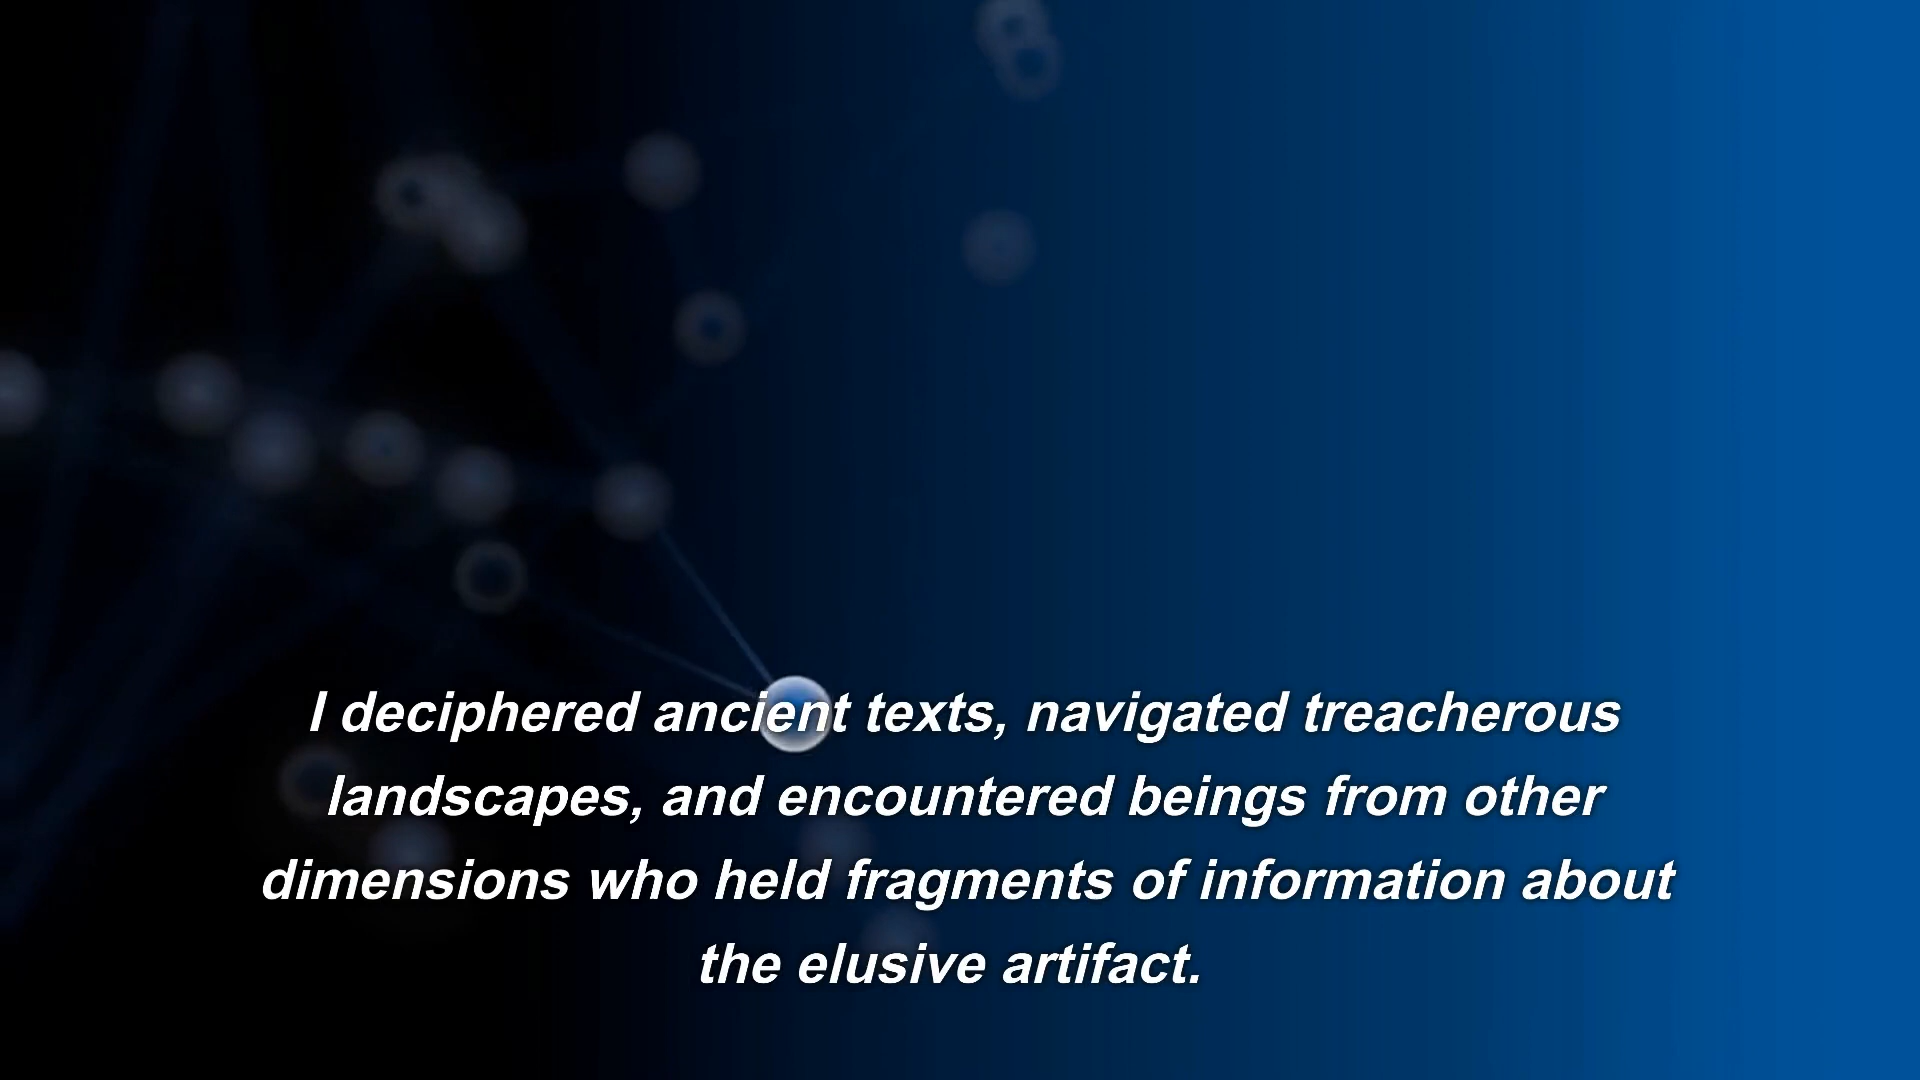 I deciphered ancient texts, navigated treacherous
landscapes, and encountered beings from other
dimensions who held fragments of information about
the elusive artifact.